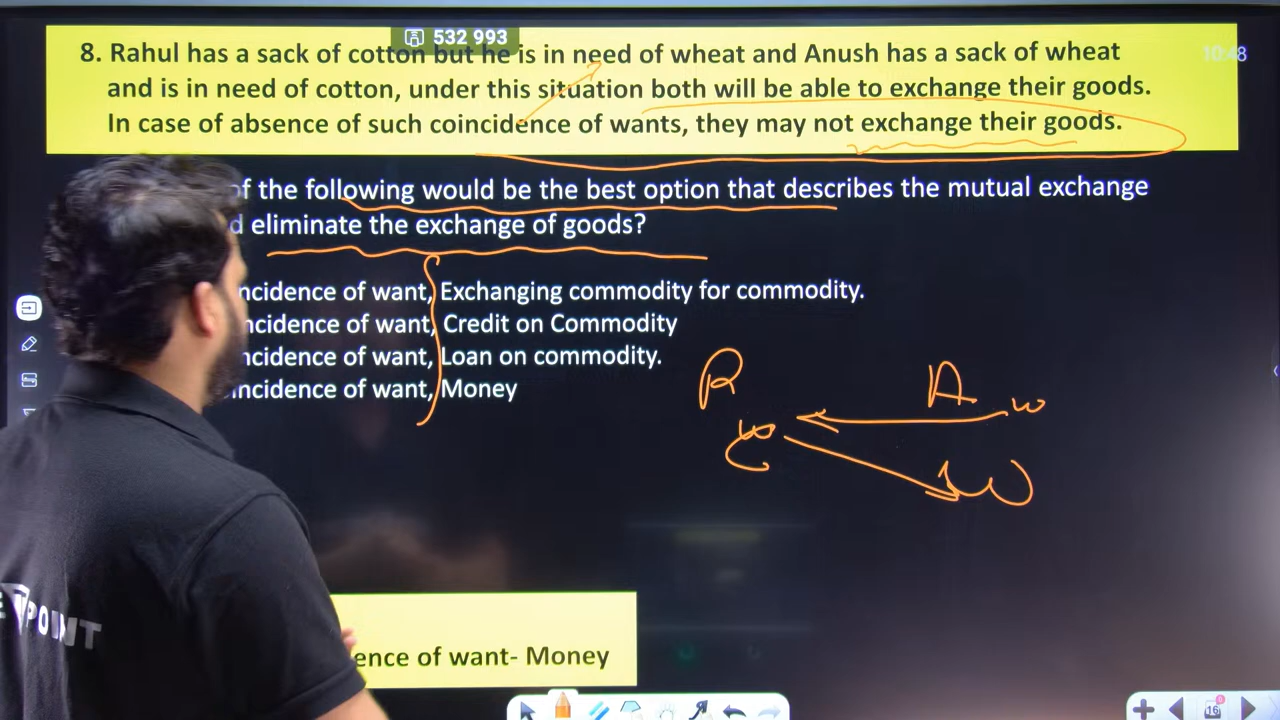 532 993
10:48
8. Rahul has a sack of cotton but he is in need of wheat and Anush has a sack of wheat
and is in need of cotton, under this situation both will be able to exchange their goods.
In case of absence of such coincidence of wants, they may not exchange their goods.
of the following would be the best option that describes the mutual exchange
eliminate the exchange of goods?
ncidence of want, Exchanging commodity for commodity.
ncidence of want, Credit on Commodity
ncidence of want, Loan on commodity.
incidence of want, Money
R A w
w
C W
POINT
ence of want- Money
16